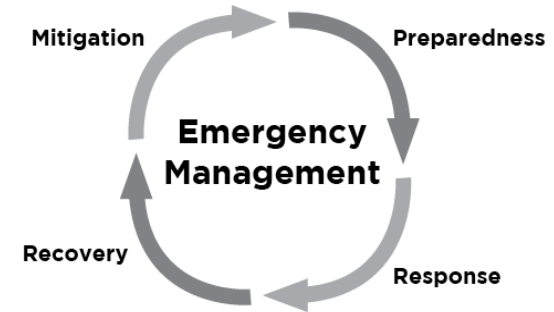 Mitigation
Preparedness
Emergency
Management
Recovery
Response